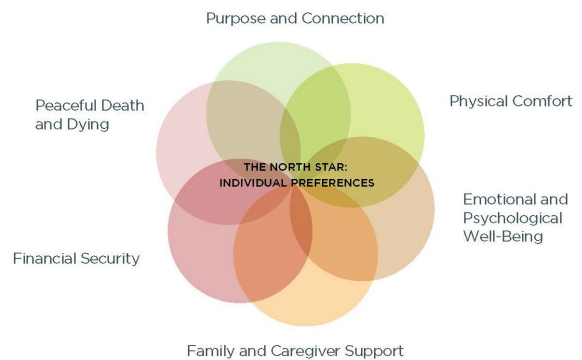 Purpose and Connection
Peaceful Death
and Dying
Physical Comfort
THE NORTH STAR:
INDIVIDUAL PREFERENCES
Emotional and
Psychological
Well-Being
Financial Security
Family and Caregiver Support